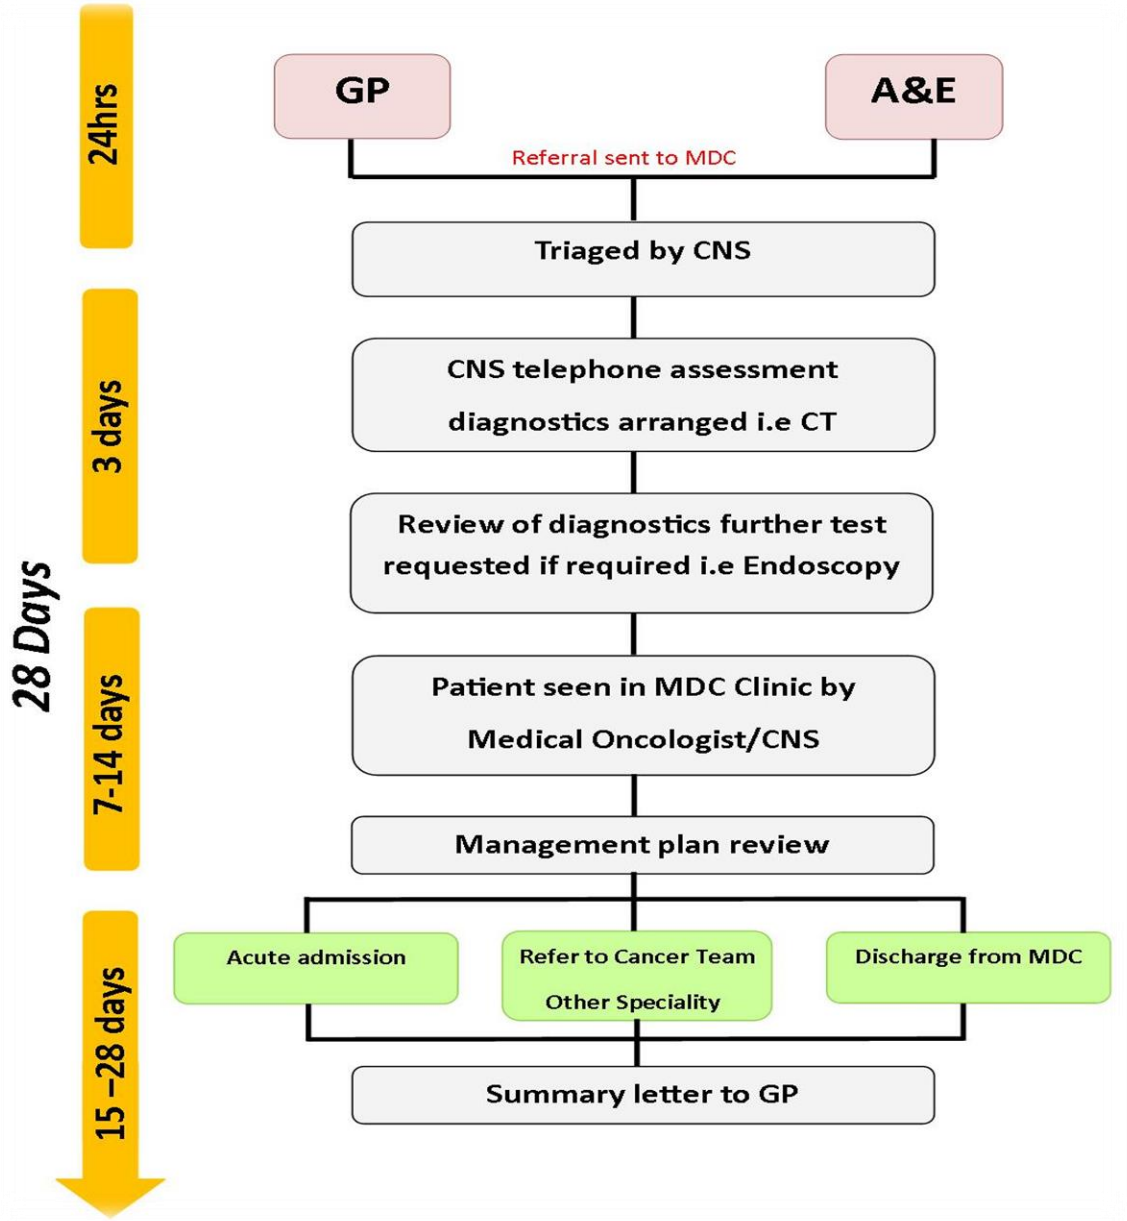 28 Days
24hrs
3 days
7-14 days
15 –28 days
GP
A&E
Referral sent to MDC
Triaged by CNS
CNS telephone assessment
diagnostics arranged i.e CT
Review of diagnostics further test
requested if required i.e Endoscopy
Patient seen in MDC Clinic by
Medical Oncologist/CNS
Management plan review
Acute admission
Refer to Cancer Team
Other Speciality
Discharge from MDC
Summary letter to GP